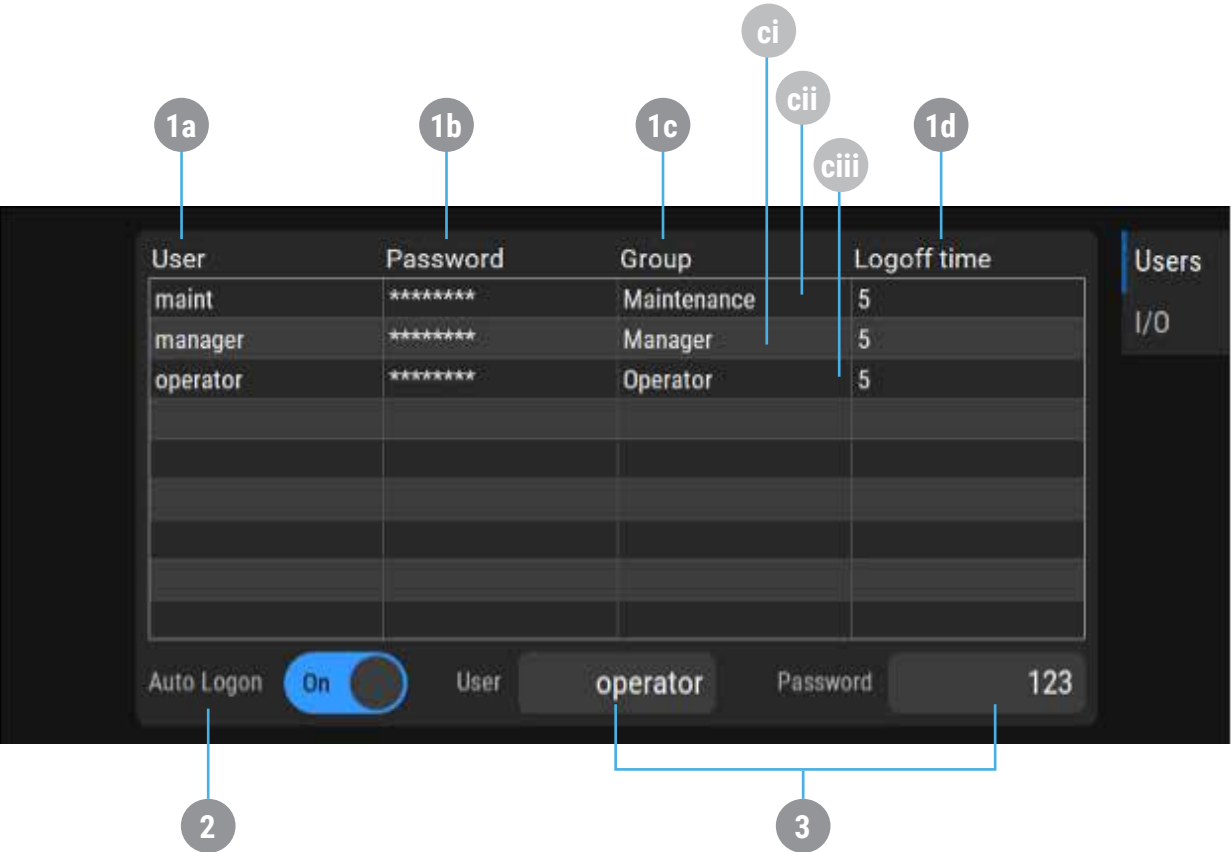 ci
cii
1a 1b 1c 1d
ciii
User Password Group Logoff time
Users
maint ******** Maintenance 5
I/O
manager ******** Manager 5
operator ******** Operator 5
Auto Logon On User operator Password 123
2 3